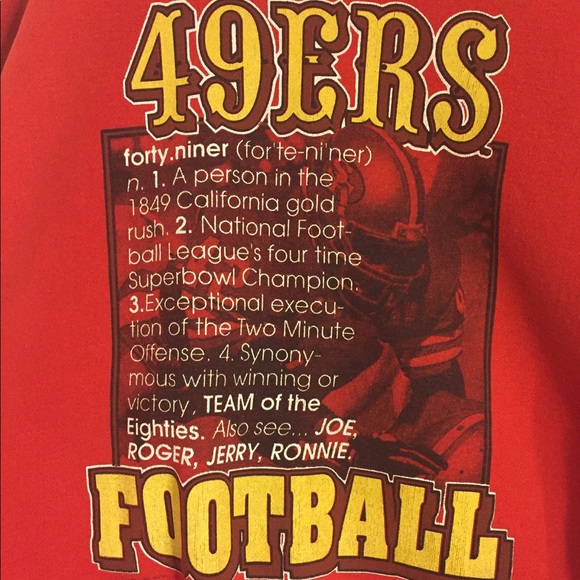 49ERS
forty.niner (for'te-ni'ner)
n. 1. A person in the
1849 California gold
rush. 2. National Foot-
ball League's four time
Superbowl Champion.
3.Exceptional execu-
tion of the Two Minute
Offense. 4. Synony-
mous with winning or
victory, TEAM of the
Eighties. Also see... JOE,
ROGER, JERRY, RONNIE.
FOOTBALL